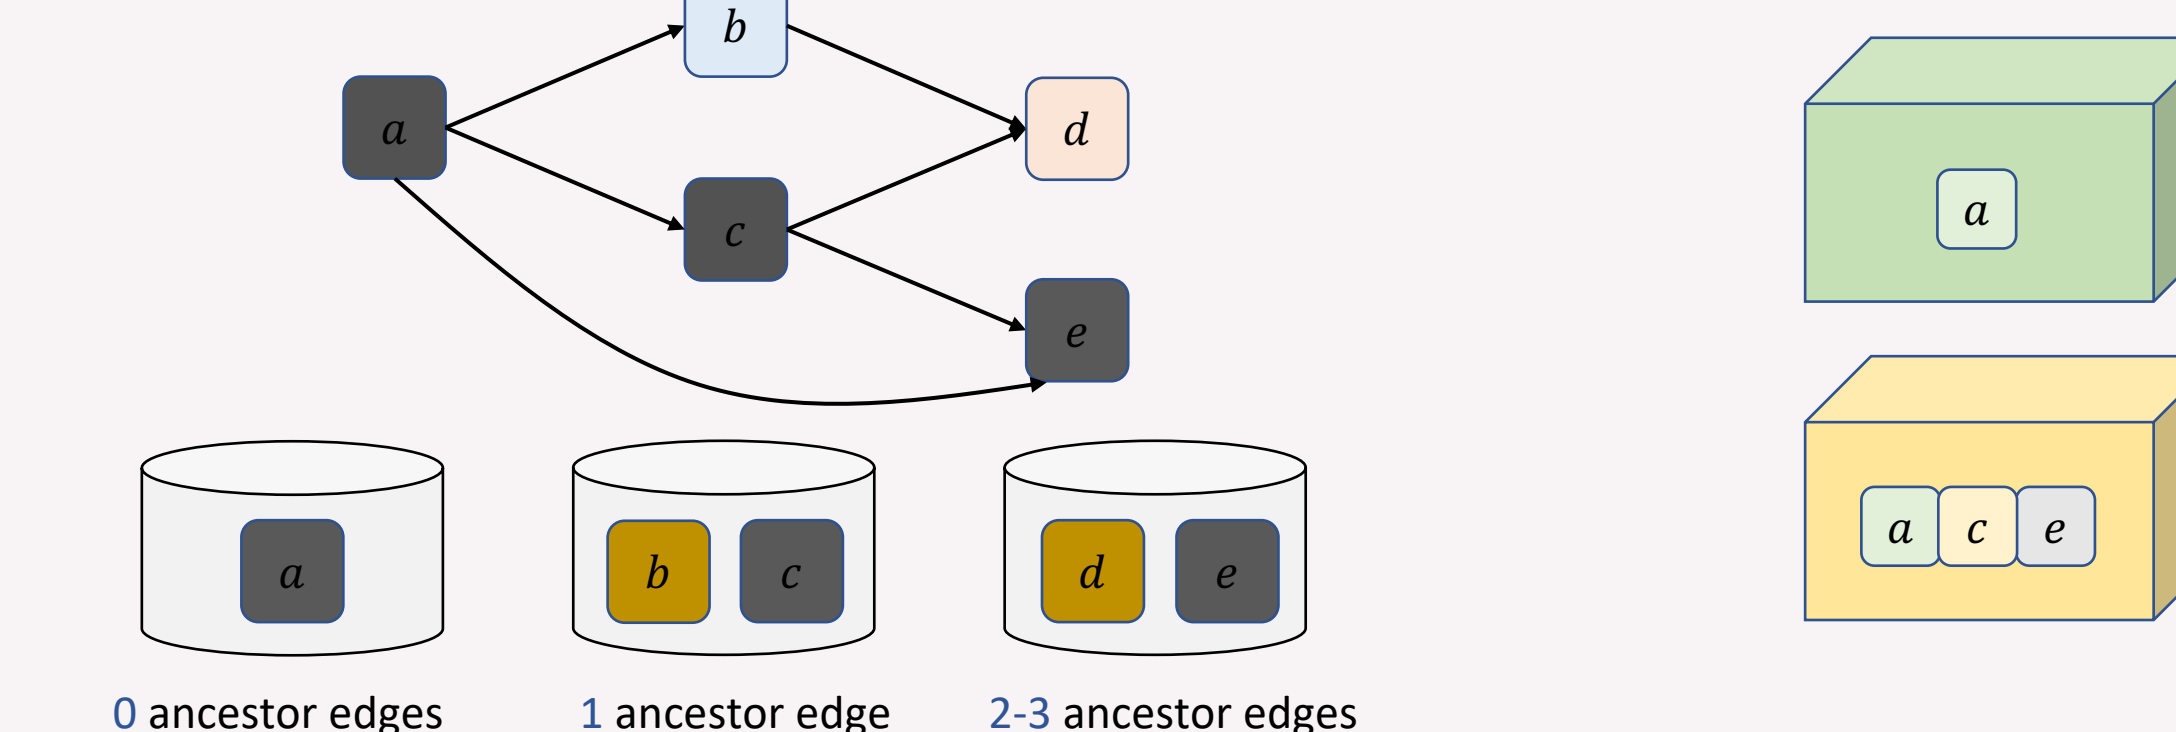 b
a
d
a
c
e
a c e
a
b c
d e
0 ancestor edges
1 ancestor edge
2-3 ancestor edges